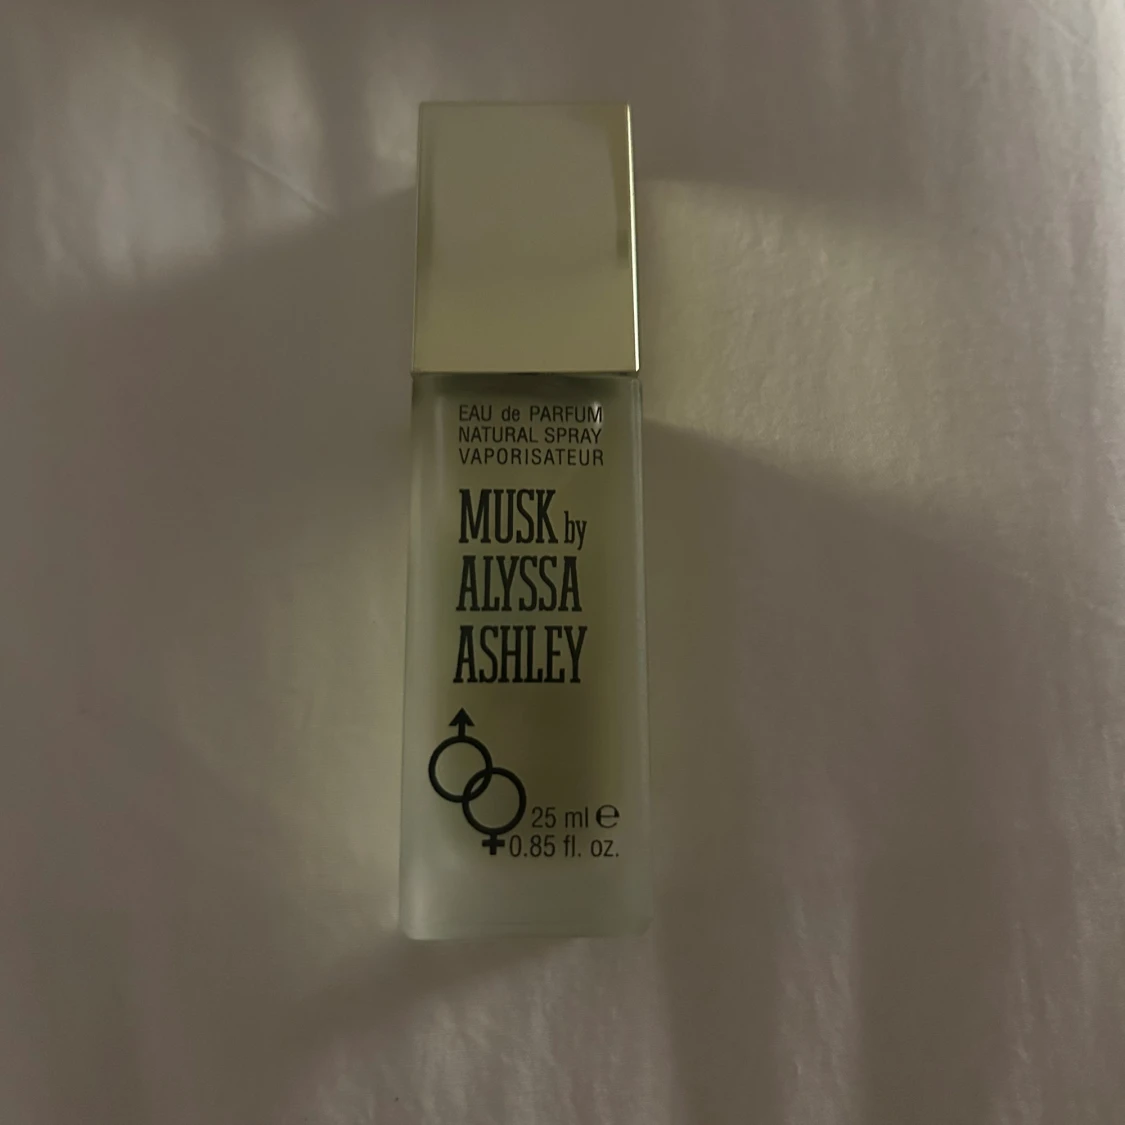 EAU de PARFUM
NATURAL SPRAY
VAPORISATEUR
MUSK by
ALYSSA
ASHLEY
25 ml ℮
0.85 fl. oz.